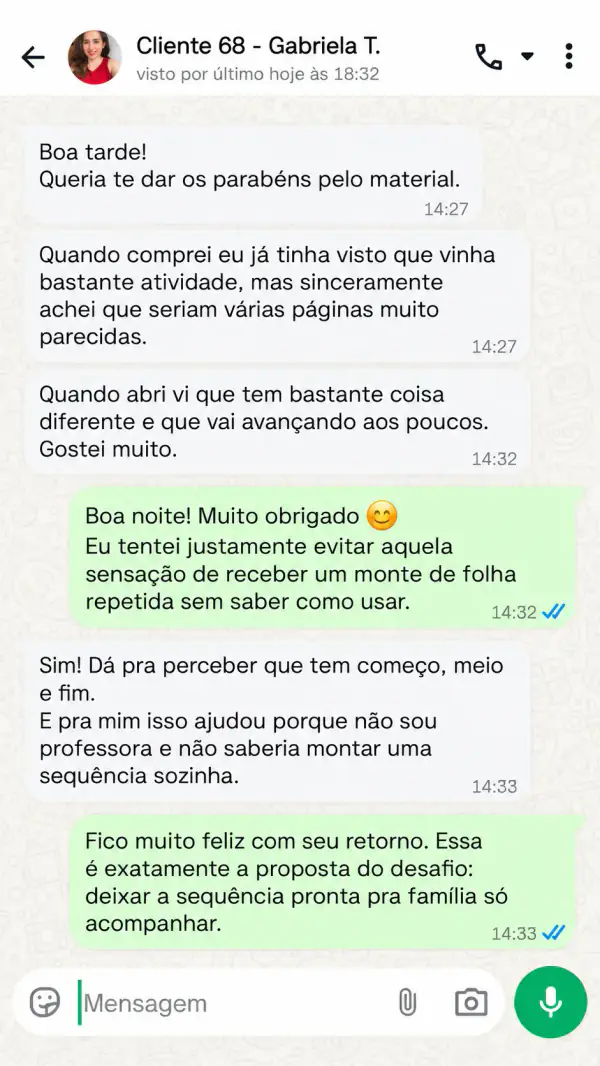 Cliente 68 - Gabriela T.
visto por último hoje às 18:32
Boa tarde!
Queria te dar os parabéns pelo material.
14:27
Quando comprei eu já tinha visto que vinha
bastante atividade, mas sinceramente
achei que seriam várias páginas muito
parecidas.
14:27
Quando abri vi que tem bastante coisa
diferente e que vai avançando aos poucos.
Gostei muito.
14:32
Boa noite! Muito obrigado 😊
Eu tentei justamente evitar aquela
sensação de receber um monte de folha
repetida sem saber como usar.
14:32
Sim! Dá pra perceber que tem começo, meio
e fim.
E pra mim isso ajudou porque não sou
professora e não saberia montar uma
sequência sozinha.
14:33
Fico muito feliz com seu retorno. Essa
é exatamente a proposta do desafio:
deixar a sequência pronta pra família só
acompanhar.
14:33
Mensagem